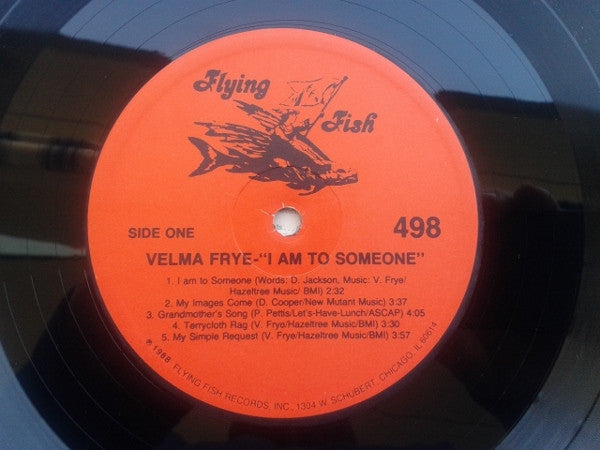 Flying
Fish
SIDE ONE
498
VELMA FRYE-"I AM TO SOMEONE"
1. I am to Someone (Words: D. Jackson, Music: V. Frye/
Hazeltree Music/ BMI) 2:32
2. My Images Come (D. Cooper/New Mutant Music) 3:37
3. Grandmother's Song (P. Pettis/Let's-Have-Lunch/ASCAP) 4:05
4. Terrycloth Rag (V. Frye/Hazeltree Music/BMI) 3:30
5. My Simple Request (V. Frye/Hazeltree Music/BMI) 3:57
℗ 1988 FLYING FISH RECORDS, INC., 1304 W. SCHUBERT, CHICAGO, IL 60614